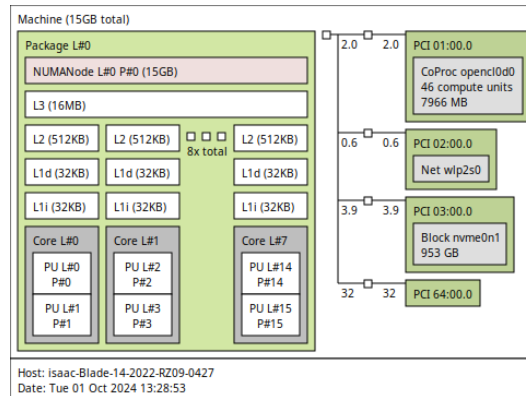 Machine (15GB total)
Package L#0
NUMANode L#0 P#0 (15GB)
L3 (16MB)
L2 (512KB) L2 (512KB) 8x total L2 (512KB)
L1d (32KB) L1d (32KB) L1d (32KB)
L1i (32KB) L1i (32KB) L1i (32KB)
Core L#0 Core L#1 Core L#7
PU L#0 PU L#2 PU L#14
P#0 P#2 P#14
PU L#1 PU L#3 PU L#15
P#1 P#3 P#15
2.0 2.0 PCI 01:00.0
CoProc opencl0d0
46 compute units
7966 MB
0.6 0.6 PCI 02:00.0
Net wlp2s0
3.9 3.9 PCI 03:00.0
Block nvme0n1
953 GB
32 32 PCI 64:00.0
Host: isaac-Blade-14-2022-RZ09-0427
Date: Tue 01 Oct 2024 13:28:53